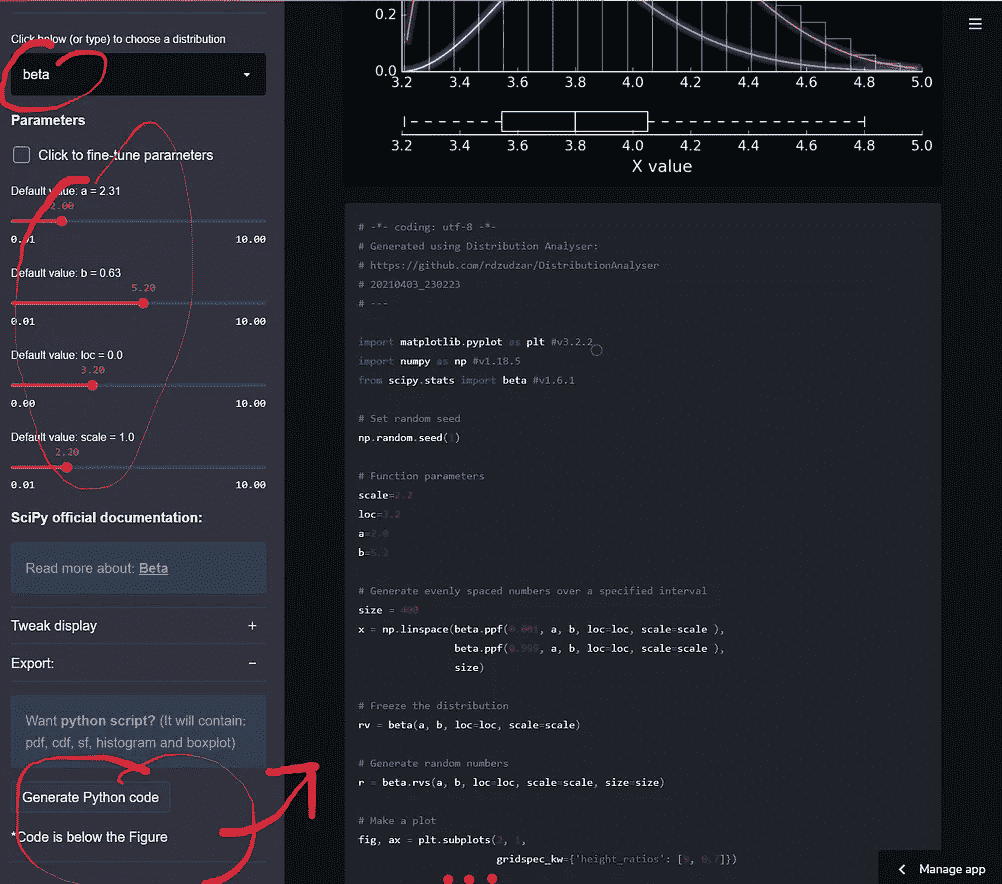 Click below (or type) to choose a distribution
beta
Parameters
Click to fine-tune parameters
Default value: a = 2.31
2.00
0.01 10.00
Default value: b = 0.63
5.20
0.01 10.00
Default value: loc = 0.0
3.20
0.00 10.00
Default value: scale = 1.0
2.20
0.01 10.00
SciPy official documentation:
Read more about: Beta
Tweak display +
Export: −
Want python script? (It will contain:
pdf, cdf, sf, histogram and boxplot)
Generate Python code
*Code is below the Figure
0.2
0.0
3.2 3.4 3.6 3.8 4.0 4.2 4.4 4.6 4.8 5.0
3.2 3.4 3.6 3.8 4.0 4.2 4.4 4.6 4.8 5.0
X value
# -*- coding: utf-8 -*-
# Generated using Distribution Analyser:
# https://github.com/rdzudzar/DistributionAnalyser
# 20210403_230223
# ---
import matplotlib.pyplot as plt #v3.2.2
import numpy as np #v1.18.5
from scipy.stats import beta #v1.6.1
# Set random seed
np.random.seed(1)
# Function parameters
scale=2.2
loc=3.2
a=2.0
b=5.2
# Generate evenly spaced numbers over a specified interval
size = 400
x = np.linspace(beta.ppf(0.001, a, b, loc=loc, scale=scale ),
beta.ppf(0.999, a, b, loc=loc, scale=scale ),
size)
# Freeze the distribution
rv = beta(a, b, loc=loc, scale=scale)
# Generate random numbers
r = beta.rvs(a, b, loc=loc, scale=scale, size=size)
# Make a plot
fig, ax = plt.subplots(2, 1,
gridspec_kw={'height_ratios': [9, 0.7]})
Manage app